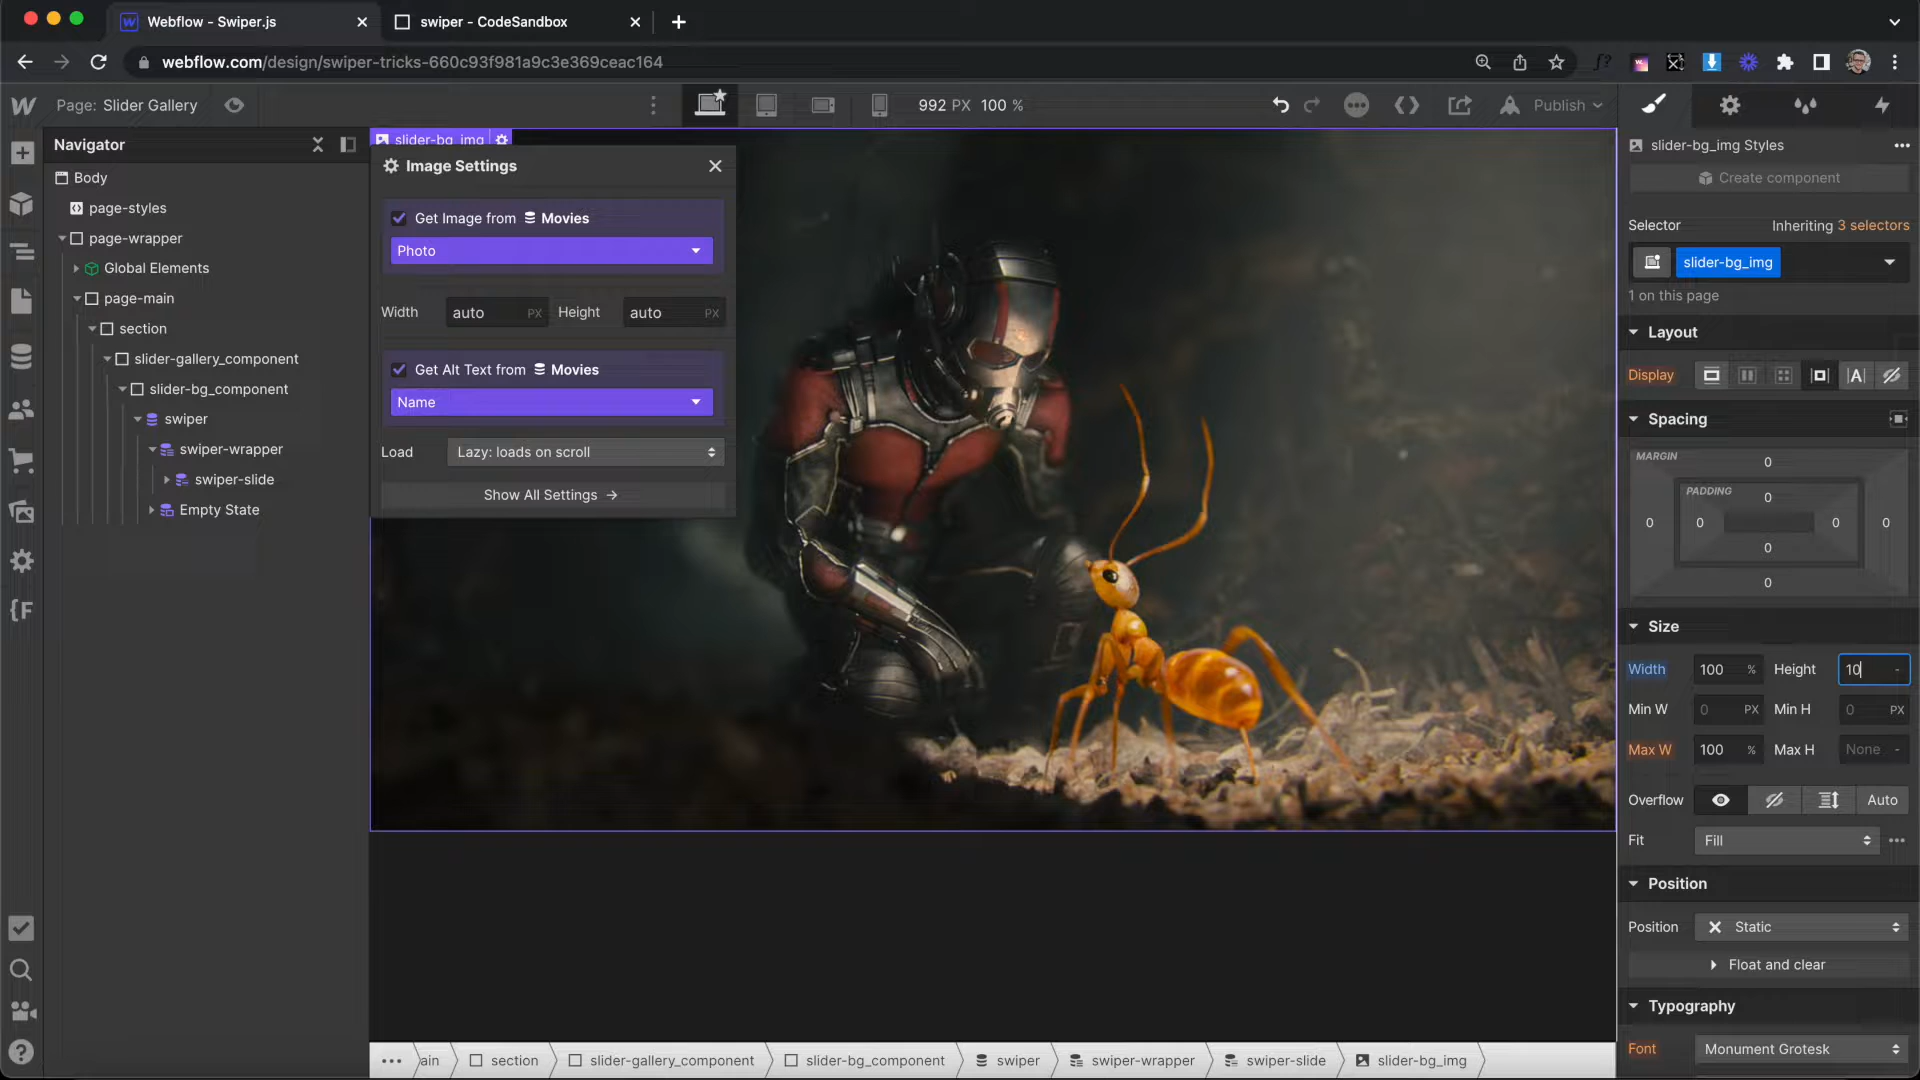 Webflow - Swiper.js
swiper - CodeSandbox
webflow.com/design/swiper-tricks-660c93f981a9c3e369ceac164
Page: Slider Gallery
992 PX 100 %
Publish
Navigator
Body
page-styles
page-wrapper
Global Elements
page-main
section
slider-gallery_component
slider-bg_component
swiper
swiper-wrapper
swiper-slide
Empty State
slider-bg_img
Image Settings
Get Image from Movies
Photo
Width auto PX Height auto PX
Get Alt Text from Movies
Name
Load Lazy: loads on scroll
Show All Settings
slider-bg_img Styles
Create component
Selector Inheriting 3 selectors
slider-bg_img
1 on this page
Layout
Display
Spacing
MARGIN
0
PADDING
0
0 0 0 0
0
0
Size
Width 100 % Height 10 -
Min W 0 PX Min H 0 PX
Max W 100 % Max H None -
Overflow Auto
Fit Fill
Position
Position Static
Float and clear
Typography
Font Monument Grotesk
ain section slider-gallery_component slider-bg_component swiper swiper-wrapper swiper-slide slider-bg_img